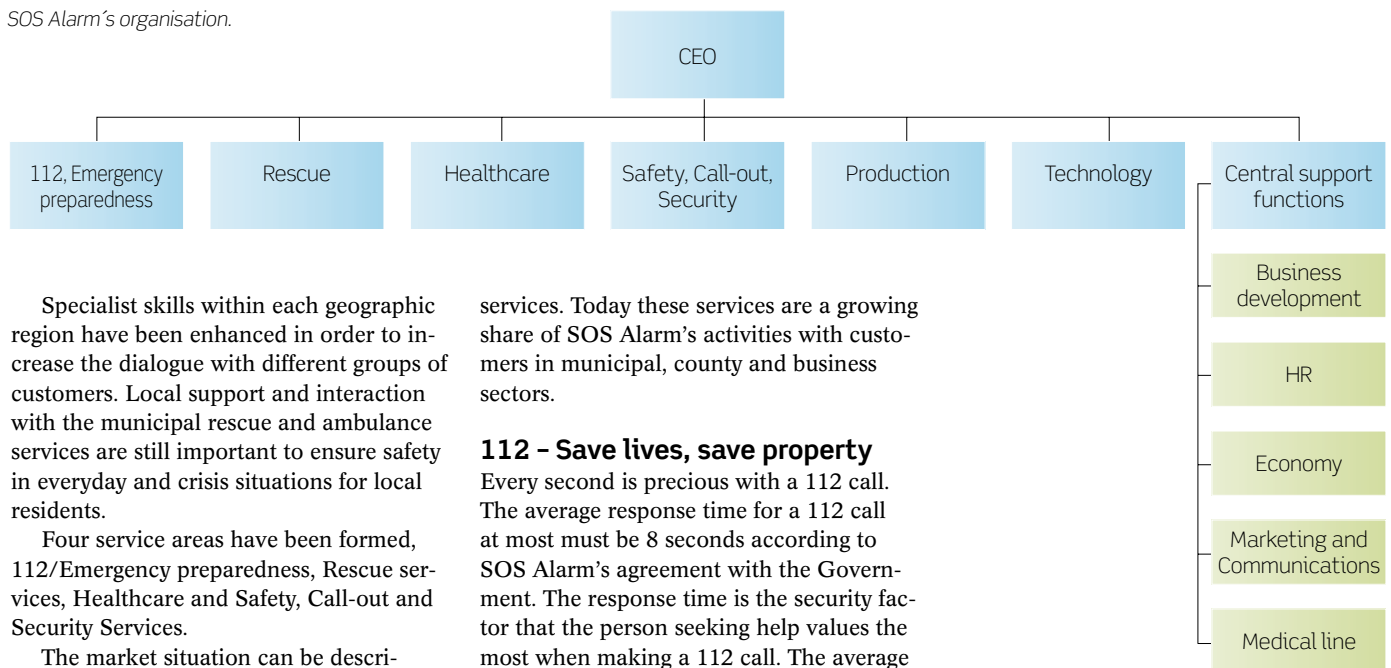 SOS Alarm´s organisation.
CEO
112, Emergency
preparedness
Rescue
Healthcare
Safety, Call-out,
Security
Production
Technology
Central support
functions
Business
development
HR
Economy
Marketing and
Communications
Medical line
Specialist skills within each geographic
region have been enhanced in order to in-
crease the dialogue with different groups of
customers. Local support and interaction
with the municipal rescue and ambulance
services are still important to ensure safety
in everyday and crisis situations for local
residents.
Four service areas have been formed,
112/Emergency preparedness, Rescue ser-
vices, Healthcare and Safety, Call-out and
Security Services.
The market situation can be descri-
services. Today these services are a growing
share of SOS Alarm’s activities with custo-
mers in municipal, county and business
sectors.
112 – Save lives, save property
Every second is precious with a 112 call.
The average response time for a 112 call
at most must be 8 seconds according to
SOS Alarm’s agreement with the Govern-
ment. The response time is the security fac-
tor that the person seeking help values the
most when making a 112 call. The average